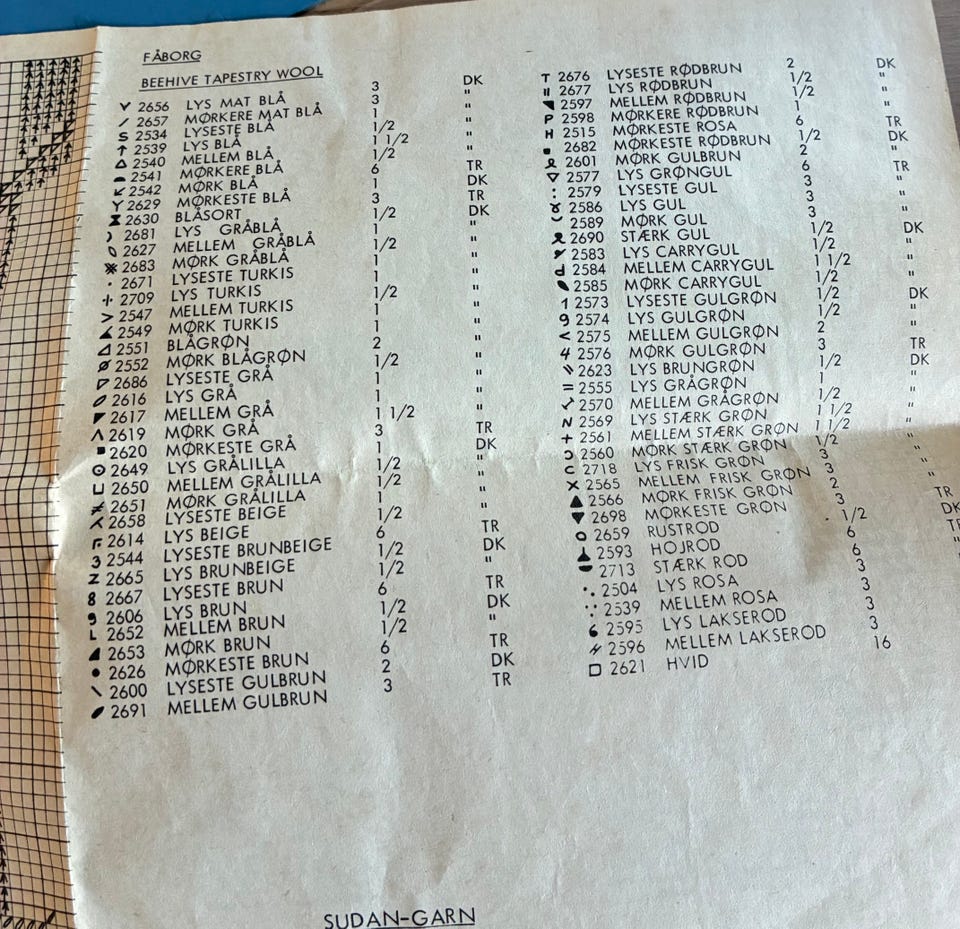 FÅBORG
BEEHIVE TAPESTRY WOOL
2656 LYS MAT BLÅ 3 DK
2657 MØRKERE MAT BLÅ 3 "
S 2534 LYSESTE BLÅ 1 "
↑ 2539 LYS BLÅ 1/2 "
2540 MELLEM BLÅ 1 1/2 "
2541 MØRKERE BLÅ 1/2 "
2542 MØRK BLÅ 6 TR
Y 2629 MØRKESTE BLÅ 1 DK
2630 BLÅSORT 3 TR
2681 LYS GRÅBLÅ 1/2 DK
2627 MELLEM GRÅBLÅ 1 "
2683 MØRK GRÅBLÅ 1/2 "
2671 LYSESTE TURKIS 1 "
2709 LYS TURKIS 1 "
> 2547 MELLEM TURKIS 1/2 "
2549 MØRK TURKIS 1 "
2551 BLÅGRØN 1 "
2552 MØRK BLÅGRØN 2 "
2686 LYSESTE GRÅ 1/2 "
2616 LYS GRÅ 1 "
2617 MELLEM GRÅ 1 "
2619 MØRK GRÅ 1 1/2 "
2620 MØRKESTE GRÅ 3 TR
2649 LYS GRÅLILLA 1 DK
2650 MELLEM GRÅLILLA 1/2 "
2651 MØRK GRÅLILLA 1/2 "
2658 LYSESTE BEIGE 1 "
2614 LYS BEIGE 1/2 "
3 2544 LYSESTE BRUNBEIGE 6 TR
Z 2665 LYS BRUNBEIGE 1/2 DK
8 2667 LYSESTE BRUN 1/2 "
9 2606 LYS BRUN 6 TR
L 2652 MELLEM BRUN 1/2 DK
2653 MØRK BRUN 1/2 "
2626 MØRKESTE BRUN 6 TR
2600 LYSESTE GULBRUN 2 DK
2691 MELLEM GULBRUN 3 TR
T 2676 LYSESTE RØDBRUN 2 DK
2677 LYS RØDBRUN 1/2 "
2597 MELLEM RØDBRUN 1/2 "
P 2598 MØRKERE RØDBRUN 1 "
H 2515 MØRKESTE ROSA 6 TR
2682 MØRKESTE RØDBRUN 1/2 DK
2601 MØRK GULBRUN 2 "
2577 LYS GRØNGUL 6 TR
2579 LYSESTE GUL 3 "
2586 LYS GUL 3 "
2589 MØRK GUL 3 "
2690 STÆRK GUL 1/2 DK
2583 LYS CARRYGUL 1/2 "
2584 MELLEM CARRYGUL 1 1/2 "
2585 MØRK CARRYGUL 1/2 "
1 2573 LYSESTE GULGRØN 1/2 DK
9 2574 LYS GULGRØN 1/2 "
< 2575 MELLEM GULGRØN 2 "
4 2576 MØRK GULGRØN 3 TR
2623 LYS BRUNGRØN 1/2 DK
= 2555 LYS GRÅGRØN 1 "
2570 MELLEM GRÅGRØN 1/2 "
N 2569 LYS STÆRK GRØN 1 1/2 "
+ 2561 MELLEM STÆRK GRØN 1/2 "
2560 MØRK STÆRK GRØN 3
2718 LYS FRISK GRØN 3
X 2565 MELLEM FRISK GRØN 2 "
2566 MØRK FRISK GRØN 3 TR
2698 MØRKESTE GRØN 1/2 DK
2659 RUSTROD 6 TR
2593 HOJROD 6 "
2713 STÆRK ROD 6
2504 LYS ROSA 3
2539 MELLEM ROSA 3
2595 LYS LAKSEROD 3
2596 MELLEM LAKSEROD 3
2621 HVID 16
SUDAN-GARN